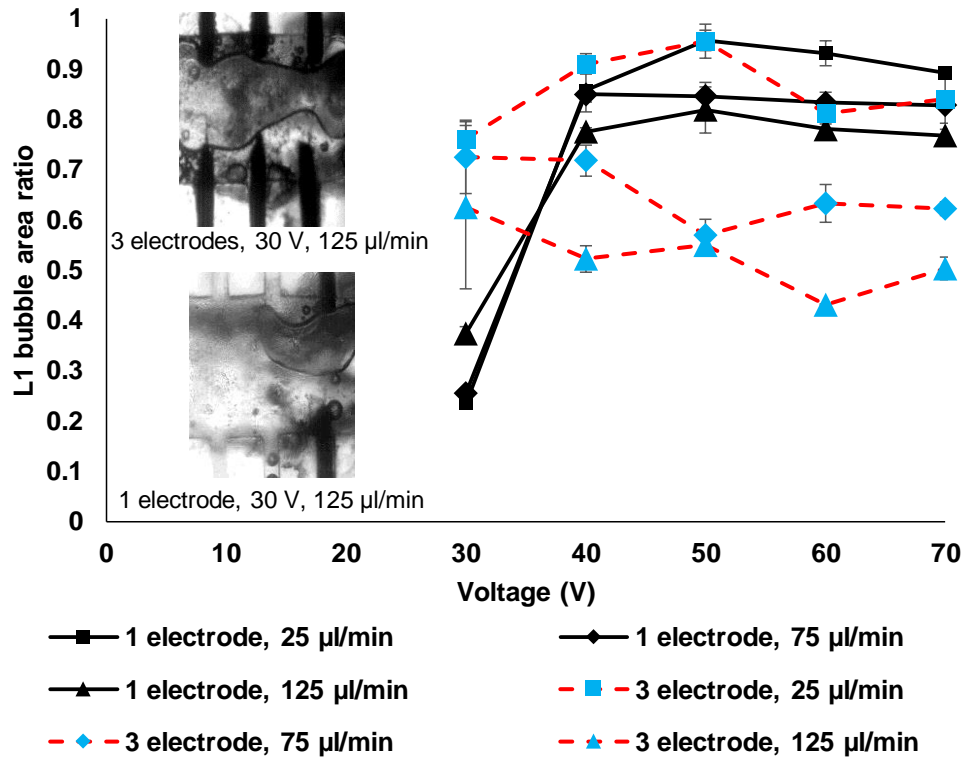 1
0.9
0.8
0.7
0.6
0.5
0.4
0.3
0.2
0.1
0
L1 bubble area ratio
3 electrodes, 30 V, 125 µl/min
1 electrode, 30 V, 125 µl/min
0 10 20 30 40 50 60 70
Voltage (V)
1 electrode, 25 µl/min
1 electrode, 75 µl/min
1 electrode, 125 µl/min
3 electrode, 25 µl/min
3 electrode, 75 µl/min
3 electrode, 125 µl/min